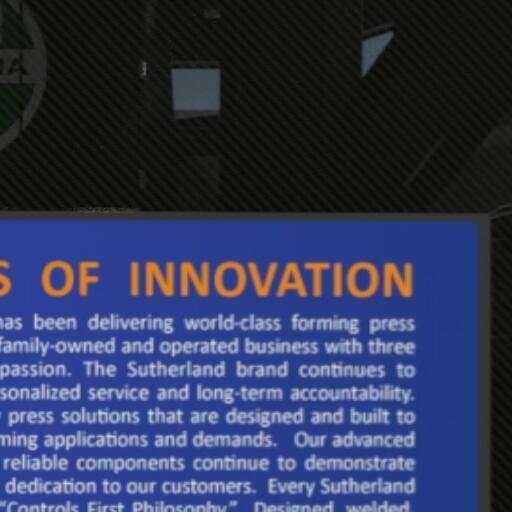 OF INNOVATION
has been delivering world-class forming press
family-owned and operated business with three
passion. The Sutherland brand continues to
sonalized service and long-term accountability.
press solutions that are designed and built to
ming applications and demands. Our advanced
reliable components continue to demonstrate
dedication to our customers. Every Sutherland
"Controls First Philosophy". Designed, welded,